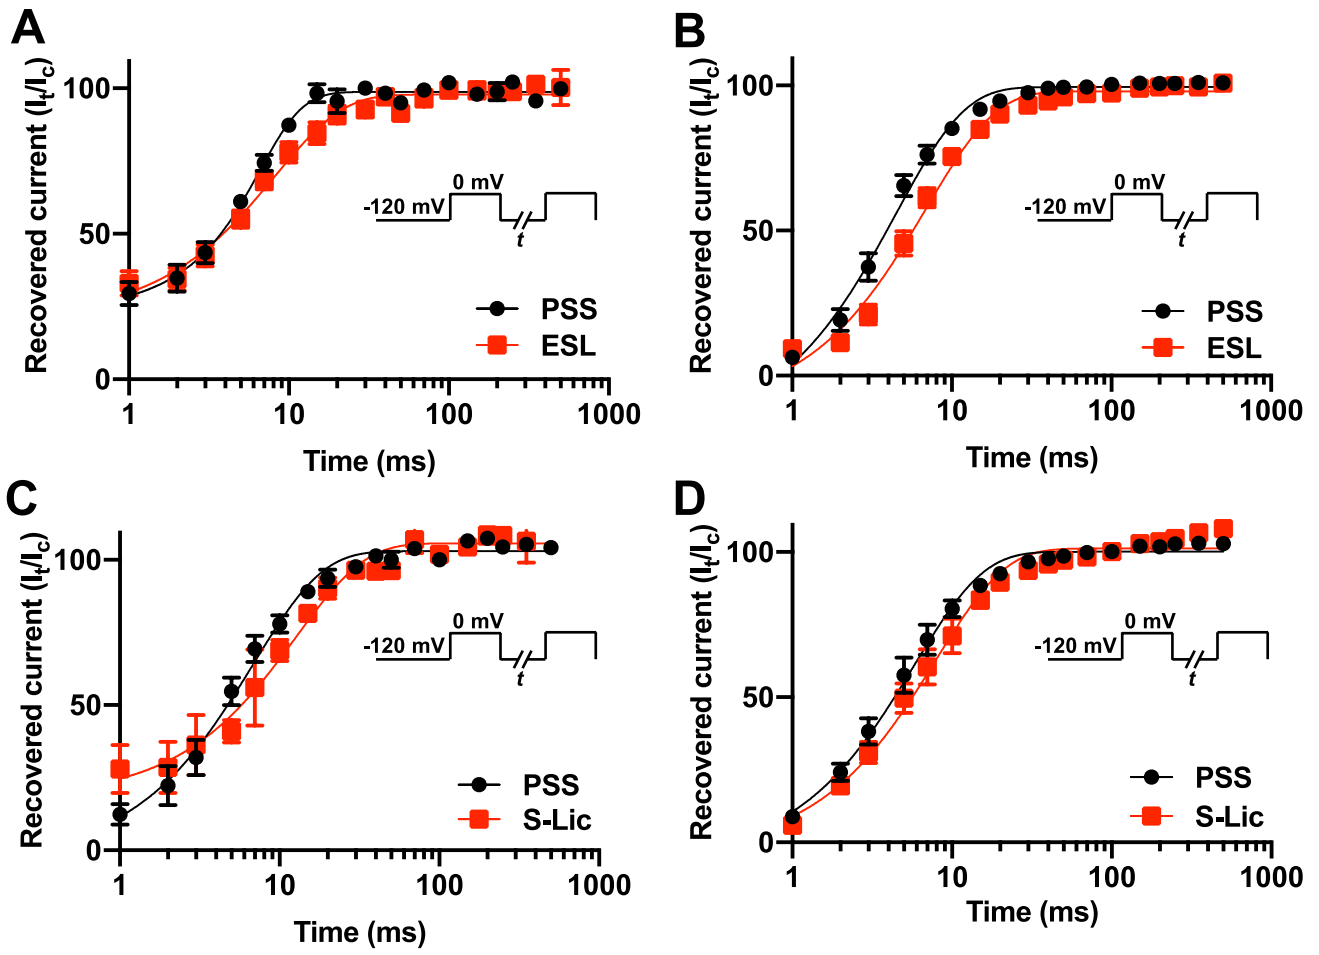 A
Recovered current (It/Ic)
100
50
0
0 mV
-120 mV
t
PSS
ESL
1 10 100 1000
Time (ms)
B
Recovered current (It/Ic)
100
50
0
0 mV
-120 mV
t
PSS
ESL
1 10 100 1000
Time (ms)
C
Recovered current (It/Ic)
100
50
0
0 mV
-120 mV
t
PSS
S-Lic
1 10 100 1000
Time (ms)
D
Recovered current (It/Ic)
100
50
0
0 mV
-120 mV
t
PSS
S-Lic
1 10 100 1000
Time (ms)